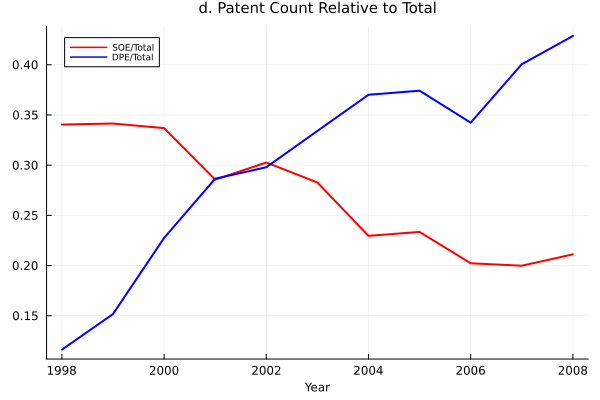 d. Patent Count Relative to Total
SOE/Total
DPE/Total
0.40
0.35
0.30
0.25
0.20
0.15
1998 2000 2002 2004 2006 2008
Year